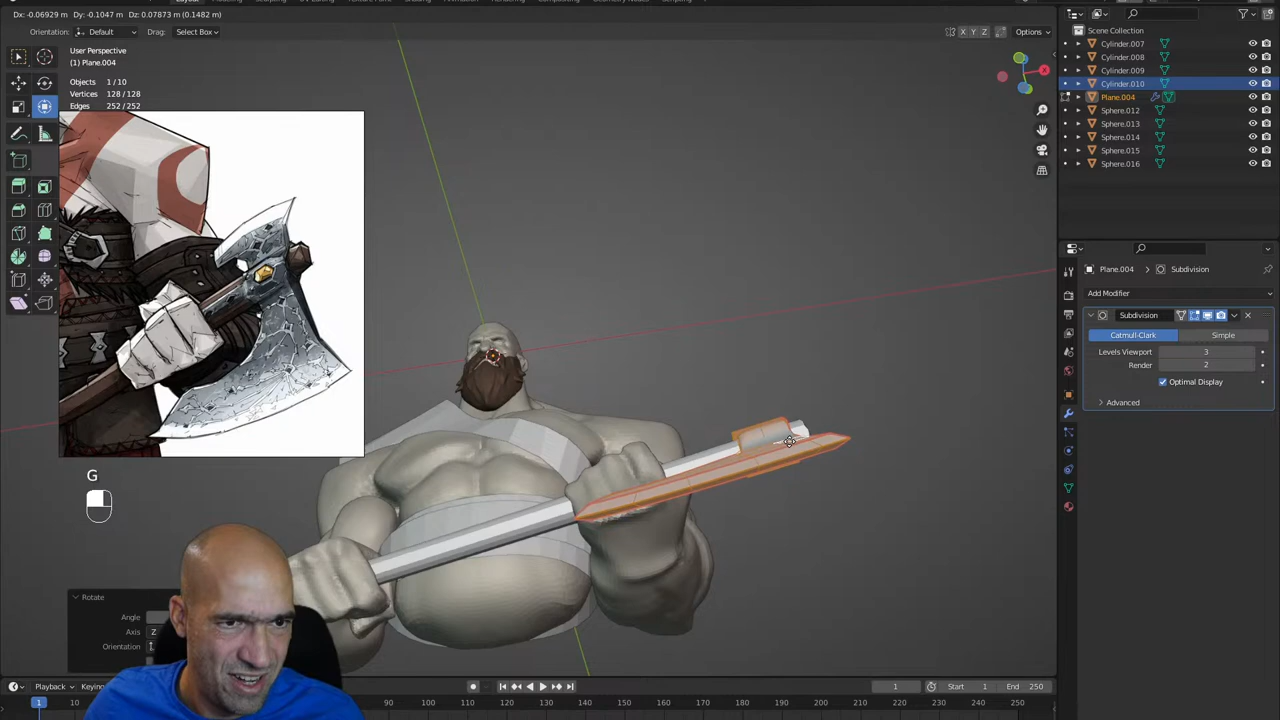 Layout
Dx: -0.06929 m Dy: -0.1047 m Dz: 0.07873 m (0.1482 m)
Orientation: Default Drag: Select Box X Y Z Options
User Perspective
(1) Plane.004
Objects 1/10
Vertices 128/128
Edges 252/252
G
Rotate
Angle
Axis Z
Orientation
Playback Keying
1 Start 1 End 250
1 10 80 90 100 110 120 130 140 150 160 170 180 190 200 210 220 230 240 250
Scene Collection
Cylinder.007
Cylinder.008
Cylinder.009
Cylinder.010
Plane.004
Sphere.012
Sphere.013
Sphere.014
Sphere.015
Sphere.016
Plane.004 Subdivision
Add Modifier
Subdivision
Catmull-Clark Simple
Levels Viewport 3
Render 2
Optimal Display
Advanced